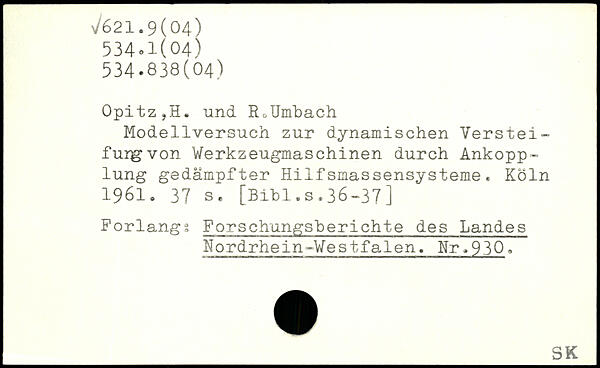 √621.9(04)
534.1(04)
534.838(04)
Opitz,H. und R.Umbach
Modellversuch zur dynamischen Verstei-
fung von Werkzeugmaschinen durch Ankopp-
lung gedämpfter Hilfsmassensysteme. Köln
1961. 37 s. [Bibl.s.36-37]
Forlang: Forschungsberichte des Landes
Nordrhein-Westfalen. Nr.930.
SK